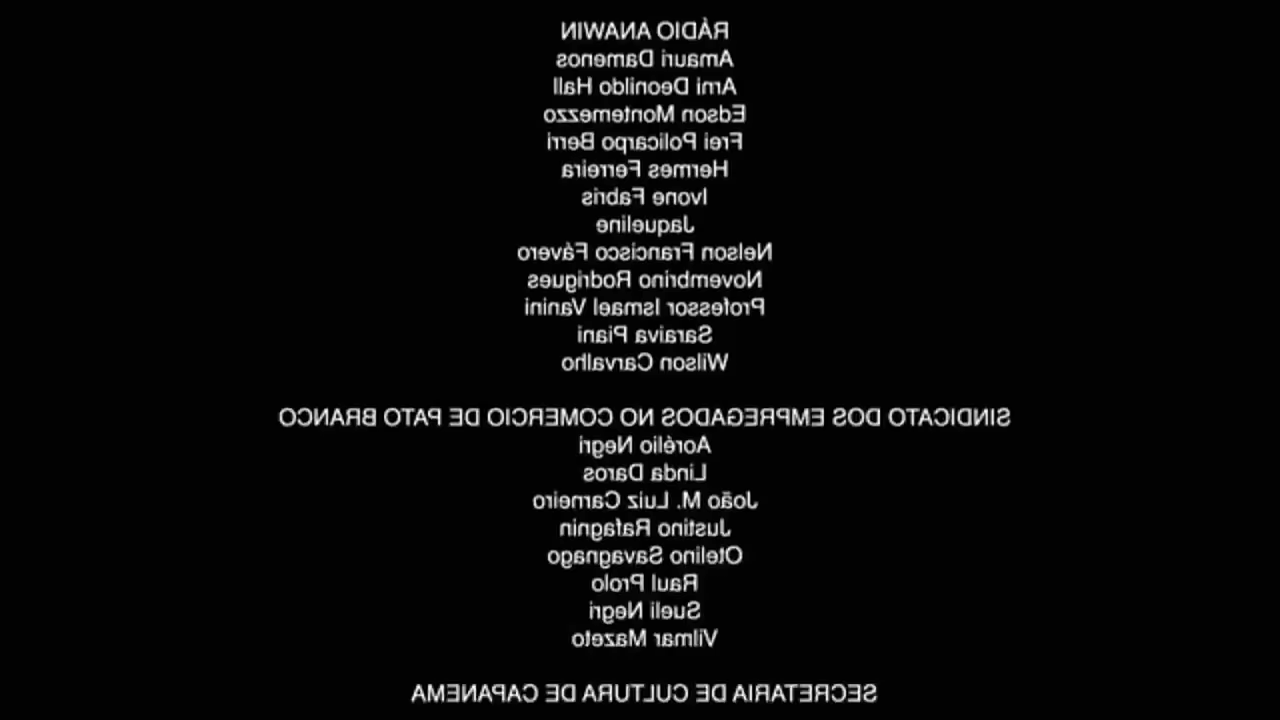 RÁDIO ANAWIN
Amauri Damenos
Arni Deonildo Hall
Edson Montemezzo
Frei Policarpo Berri
Hermes Ferreira
Ivone Fabris
Jaqueline
Nelson Francisco Fávero
Novembrino Rodrigues
Professor Ismael Vanini
Saraiva Piani
Wilson Carvalho
SINDICATO DOS EMPREGADOS NO COMERCIO DE PATO BRANCO
Aorélio Negri
Linda Daros
João M. Luiz Carneiro
Justino Rafagnin
Otelino Savagnago
Raul Prolo
Sueli Negri
Vilmar Mazeto
SECRETARIA DE CULTURA DE CAPANEMA